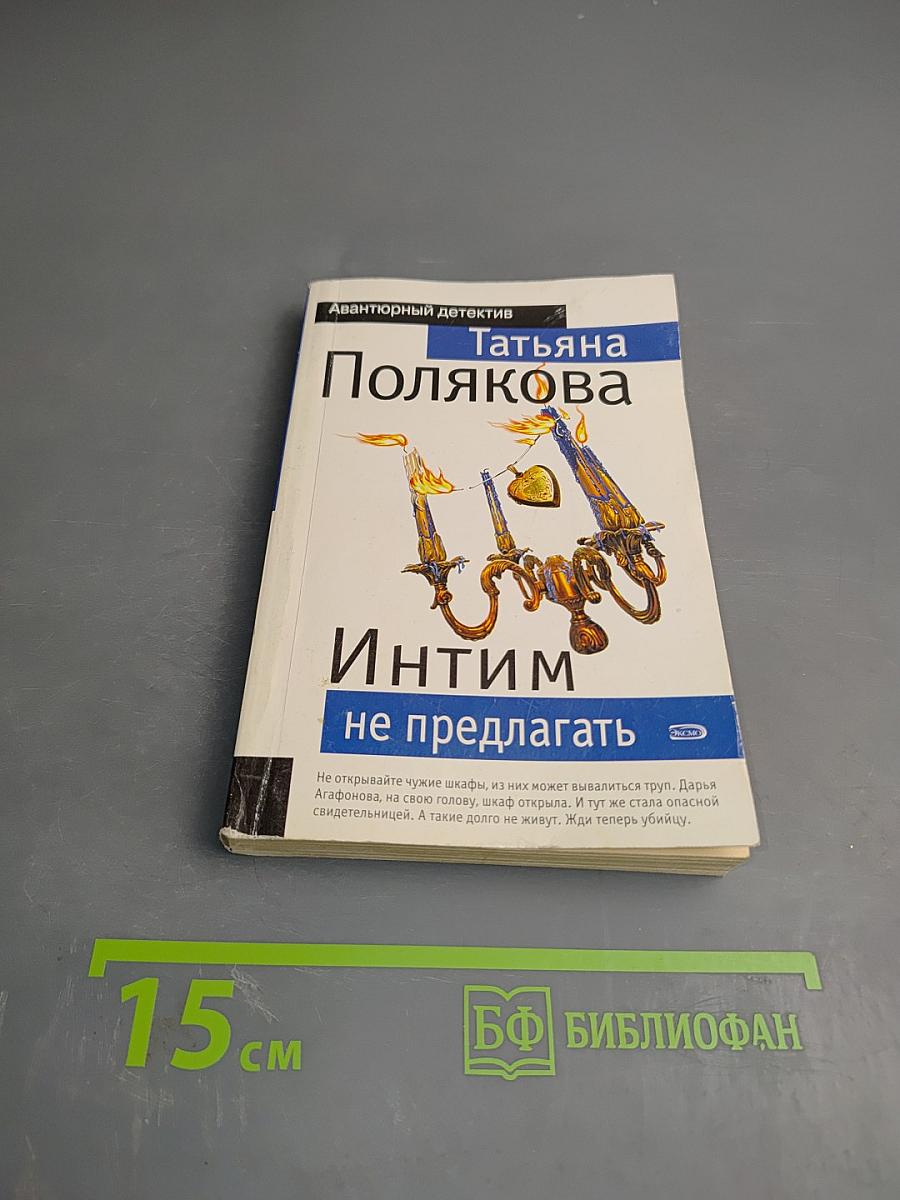 Авантюрный детектив
Татьяна
Полякова
Интим
не предлагать
ЭКСМО
Не открывайте чужие шкафы, из них может вывалиться труп. Дарья
Агафонова, на свою голову, шкаф открыла. И тут же стала опасной
свидетельницей. А такие долго не живут. Жди теперь убийцу.
15 см
БФ БИБЛИОФАН